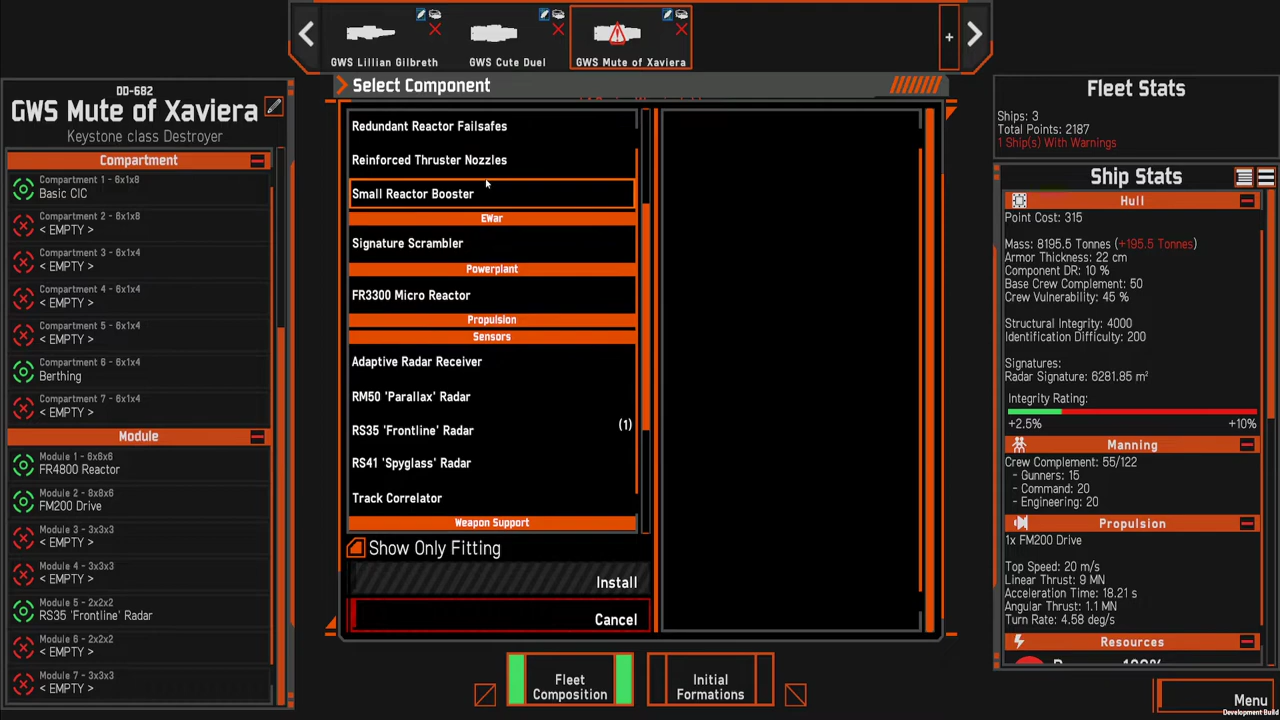 GWS Lillian Gilbreth
GWS Cute Duel
GWS Mute of Xaviera
+
DD-682
GWS Mute of Xaviera
Keystone class Destroyer
Compartment
Compartment 1 - 6x1x8
Basic CIC
Compartment 2 - 6x1x8
< EMPTY >
Compartment 3 - 6x1x4
< EMPTY >
Compartment 4 - 6x1x4
< EMPTY >
Compartment 5 - 6x1x4
< EMPTY >
Compartment 6 - 6x1x4
Berthing
Compartment 7 - 6x1x4
< EMPTY >
Module
Module 1 - 6x6x6
FR4800 Reactor
Module 2 - 8x8x6
FM200 Drive
Module 3 - 3x3x3
< EMPTY >
Module 4 - 3x3x3
< EMPTY >
Module 5 - 2x2x2
RS35 'Frontline' Radar
Module 6 - 2x2x2
< EMPTY >
Module 7 - 3x3x3
< EMPTY >
Select Component
Redundant Reactor Failsafes
Reinforced Thruster Nozzles
Small Reactor Booster
EWar
Signature Scrambler
Powerplant
FR3300 Micro Reactor
Propulsion
Sensors
Adaptive Radar Receiver
RM50 'Parallax' Radar
RS35 'Frontline' Radar (1)
RS41 'Spyglass' Radar
Track Correlator
Weapon Support
Show Only Fitting
Install
Cancel
Fleet Composition
Initial Formations
Fleet Stats
Ships: 3
Total Points: 2187
1 Ship(s) With Warnings
Ship Stats
Hull
Point Cost: 315
Mass: 8195.5 Tonnes (+195.5 Tonnes)
Armor Thickness: 22 cm
Component DR: 10 %
Base Crew Complement: 50
Crew Vulnerability: 45 %
Structural Integrity: 4000
Identification Difficulty: 200
Signatures:
Radar Signature: 6281.85 m²
Integrity Rating:
+2.5% +10%
Manning
Crew Complement: 55/122
- Gunners: 15
- Command: 20
- Engineering: 20
Propulsion
1x FM200 Drive
Top Speed: 20 m/s
Linear Thrust: 9 MN
Acceleration Time: 18.21 s
Angular Thrust: 1.1 MN
Turn Rate: 4.58 deg/s
Resources
Menu
Development Build